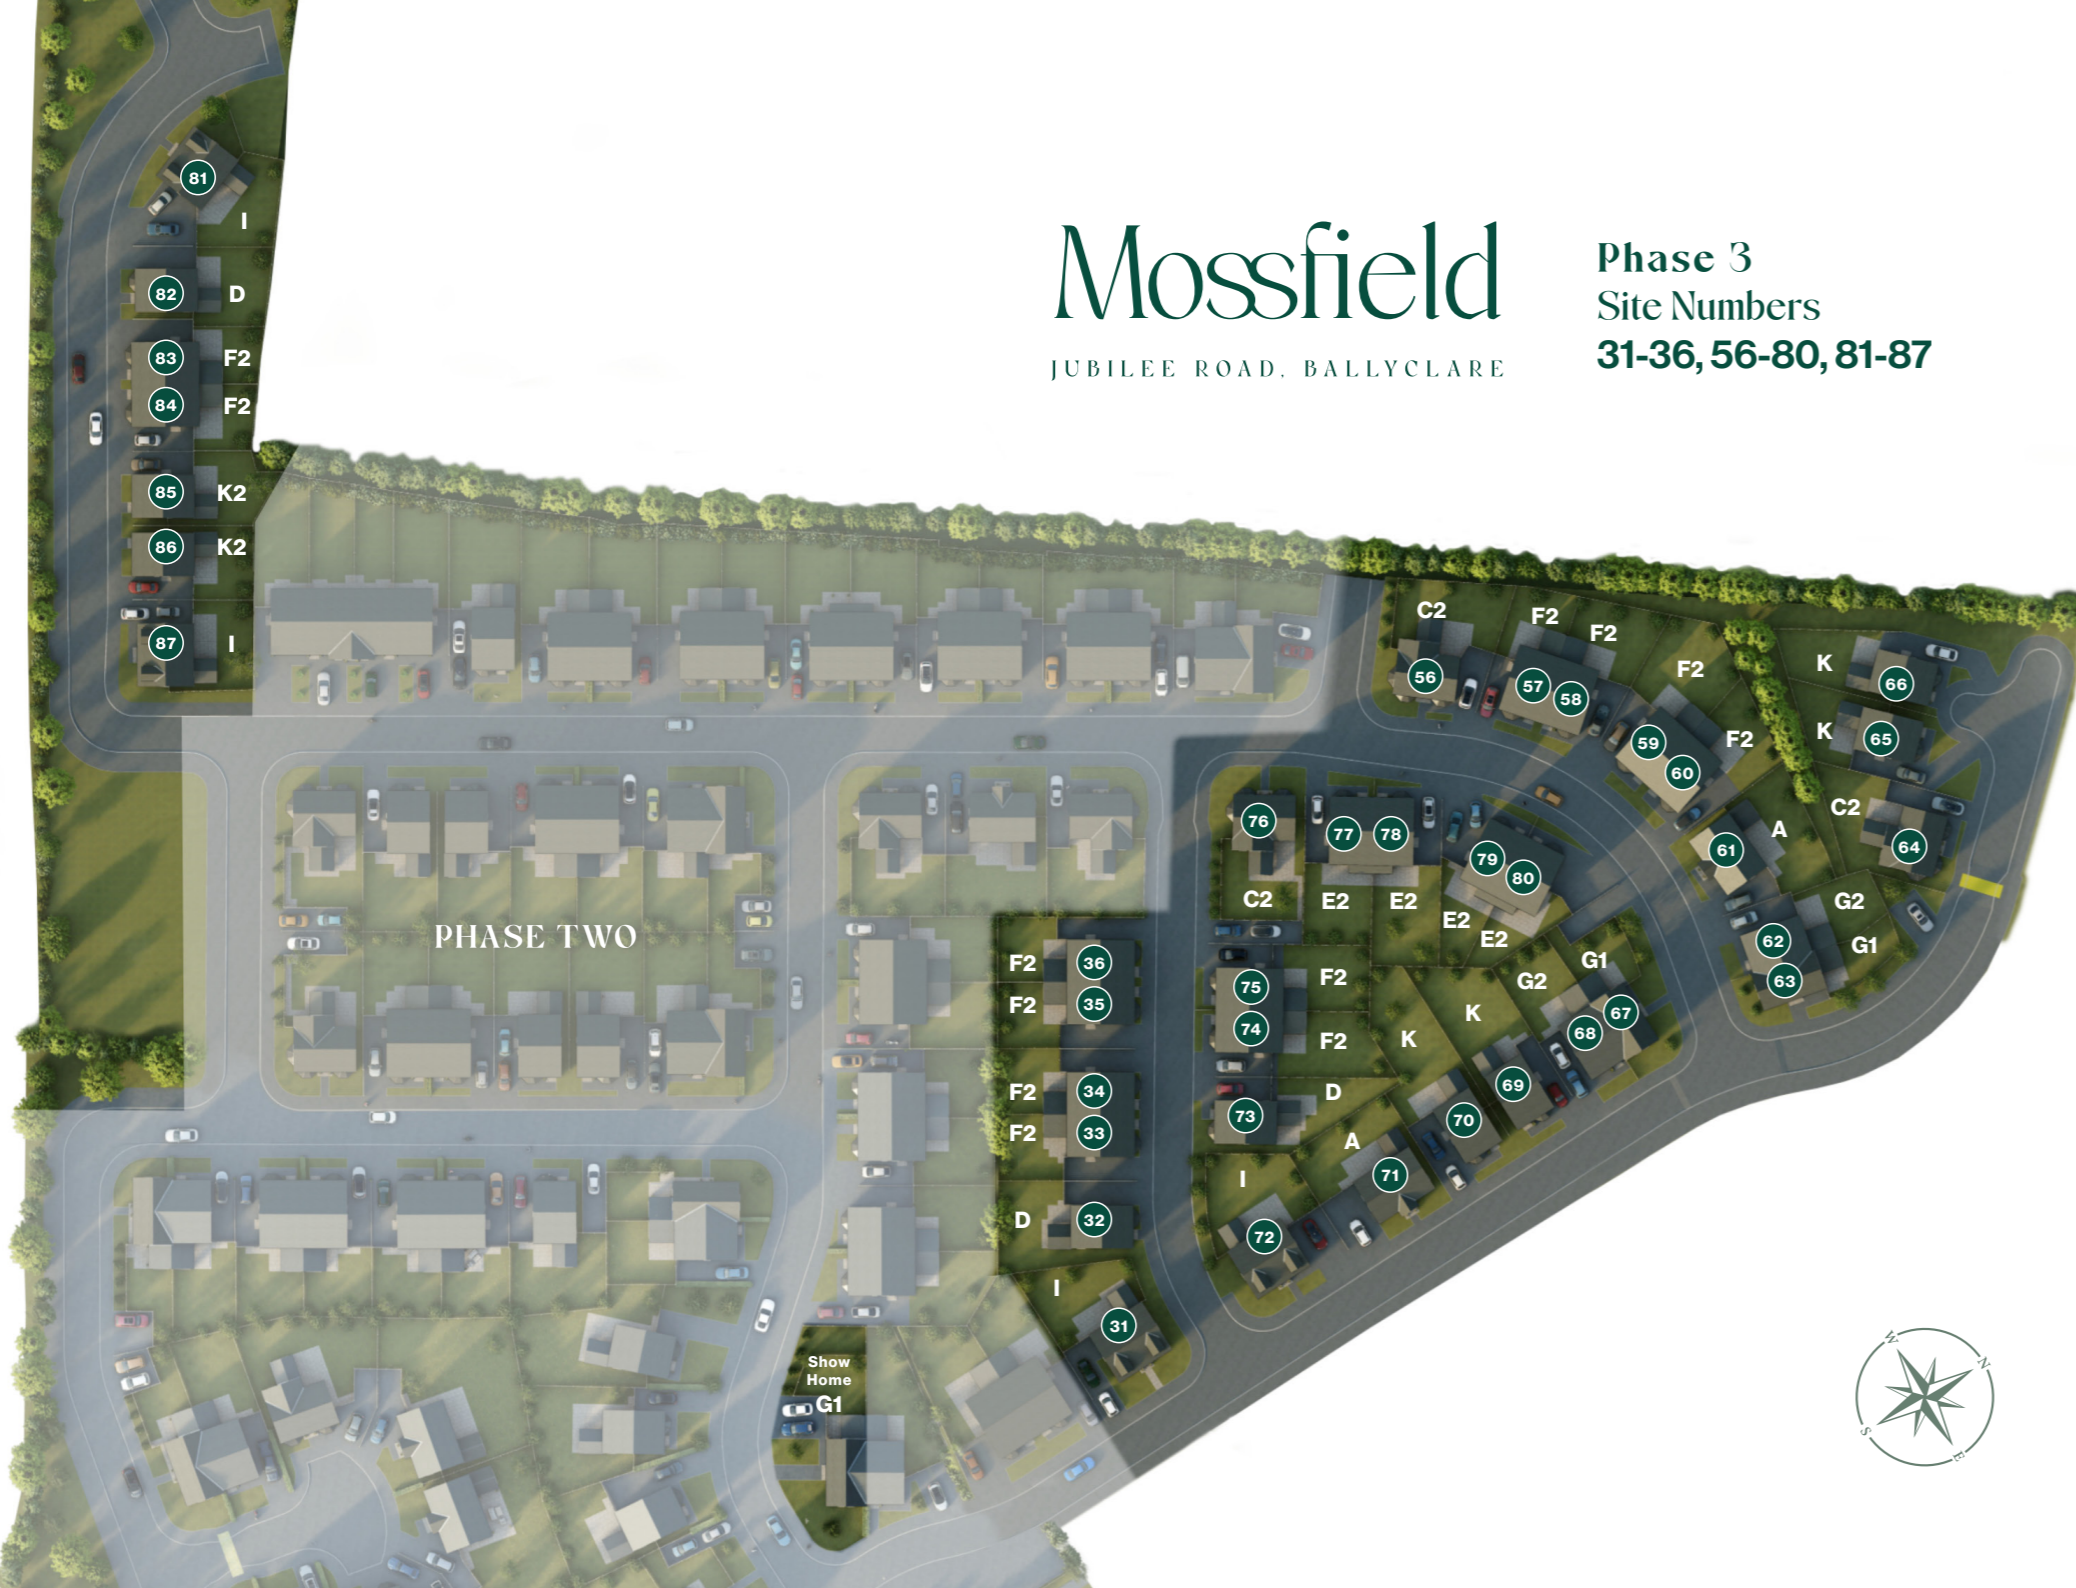 Mossfield
JUBILEE ROAD, BALLYCLARE
Phase 3
Site Numbers
31-36, 56-80, 81-87
81
I
82
D
83
F2
84
F2
85
K2
86
K2
87
I
C2
56
F2
F2
57
58
F2
F2
59
60
K
66
K
65
C2
64
A
61
G2
G1
62
63
76
C2
77
78
E2
E2
79
80
E2
E2
PHASE TWO
F2
36
F2
35
F2
34
F2
33
D
32
I
31
75
F2
74
F2
73
D
I
72
A
71
K
70
K
69
G2
G1
68
67
Show
Home
G1
W
N
S
E